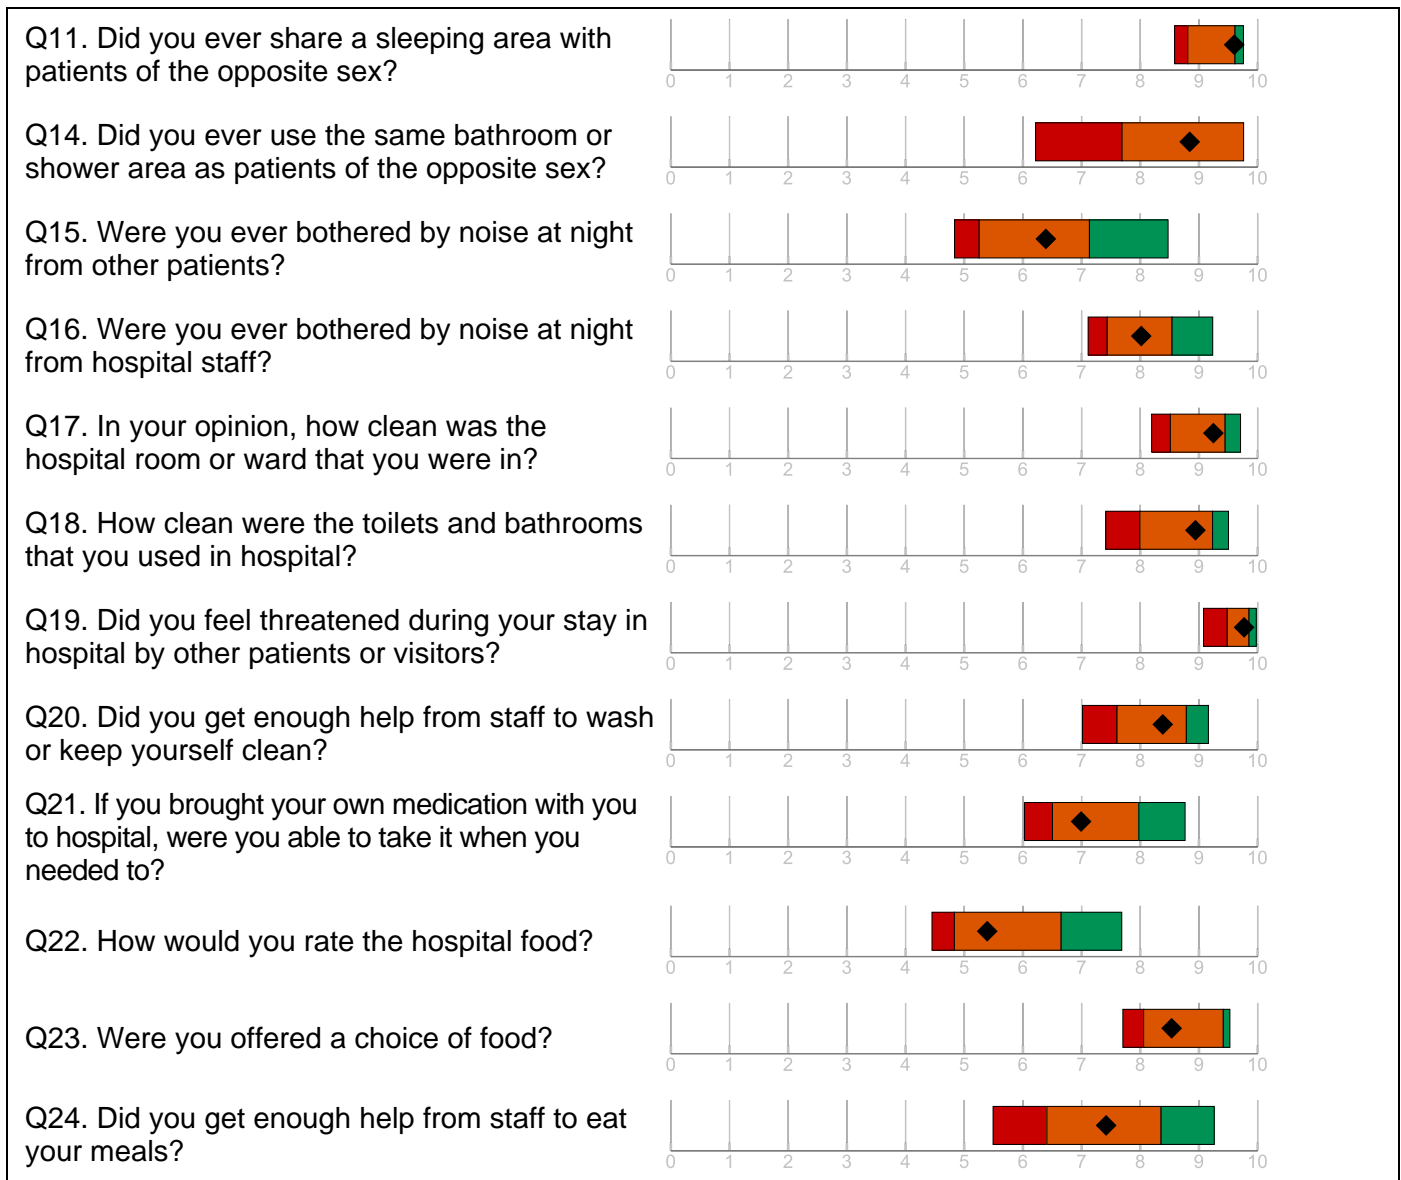 Q11. Did you ever share a sleeping area with
patients of the opposite sex?
0 1 2 3 4 5 6 7 8 9 10
Q14. Did you ever use the same bathroom or
shower area as patients of the opposite sex?
0 1 2 3 4 5 6 7 8 9 10
Q15. Were you ever bothered by noise at night
from other patients?
0 1 2 3 4 5 6 7 8 9 10
Q16. Were you ever bothered by noise at night
from hospital staff?
0 1 2 3 4 5 6 7 8 9 10
Q17. In your opinion, how clean was the
hospital room or ward that you were in?
0 1 2 3 4 5 6 7 8 9 10
Q18. How clean were the toilets and bathrooms
that you used in hospital?
0 1 2 3 4 5 6 7 8 9 10
Q19. Did you feel threatened during your stay in
hospital by other patients or visitors?
0 1 2 3 4 5 6 7 8 9 10
Q20. Did you get enough help from staff to wash
or keep yourself clean?
0 1 2 3 4 5 6 7 8 9 10
Q21. If you brought your own medication with you
to hospital, were you able to take it when you
needed to?
0 1 2 3 4 5 6 7 8 9 10
Q22. How would you rate the hospital food?
0 1 2 3 4 5 6 7 8 9 10
Q23. Were you offered a choice of food?
0 1 2 3 4 5 6 7 8 9 10
Q24. Did you get enough help from staff to eat
your meals?
0 1 2 3 4 5 6 7 8 9 10